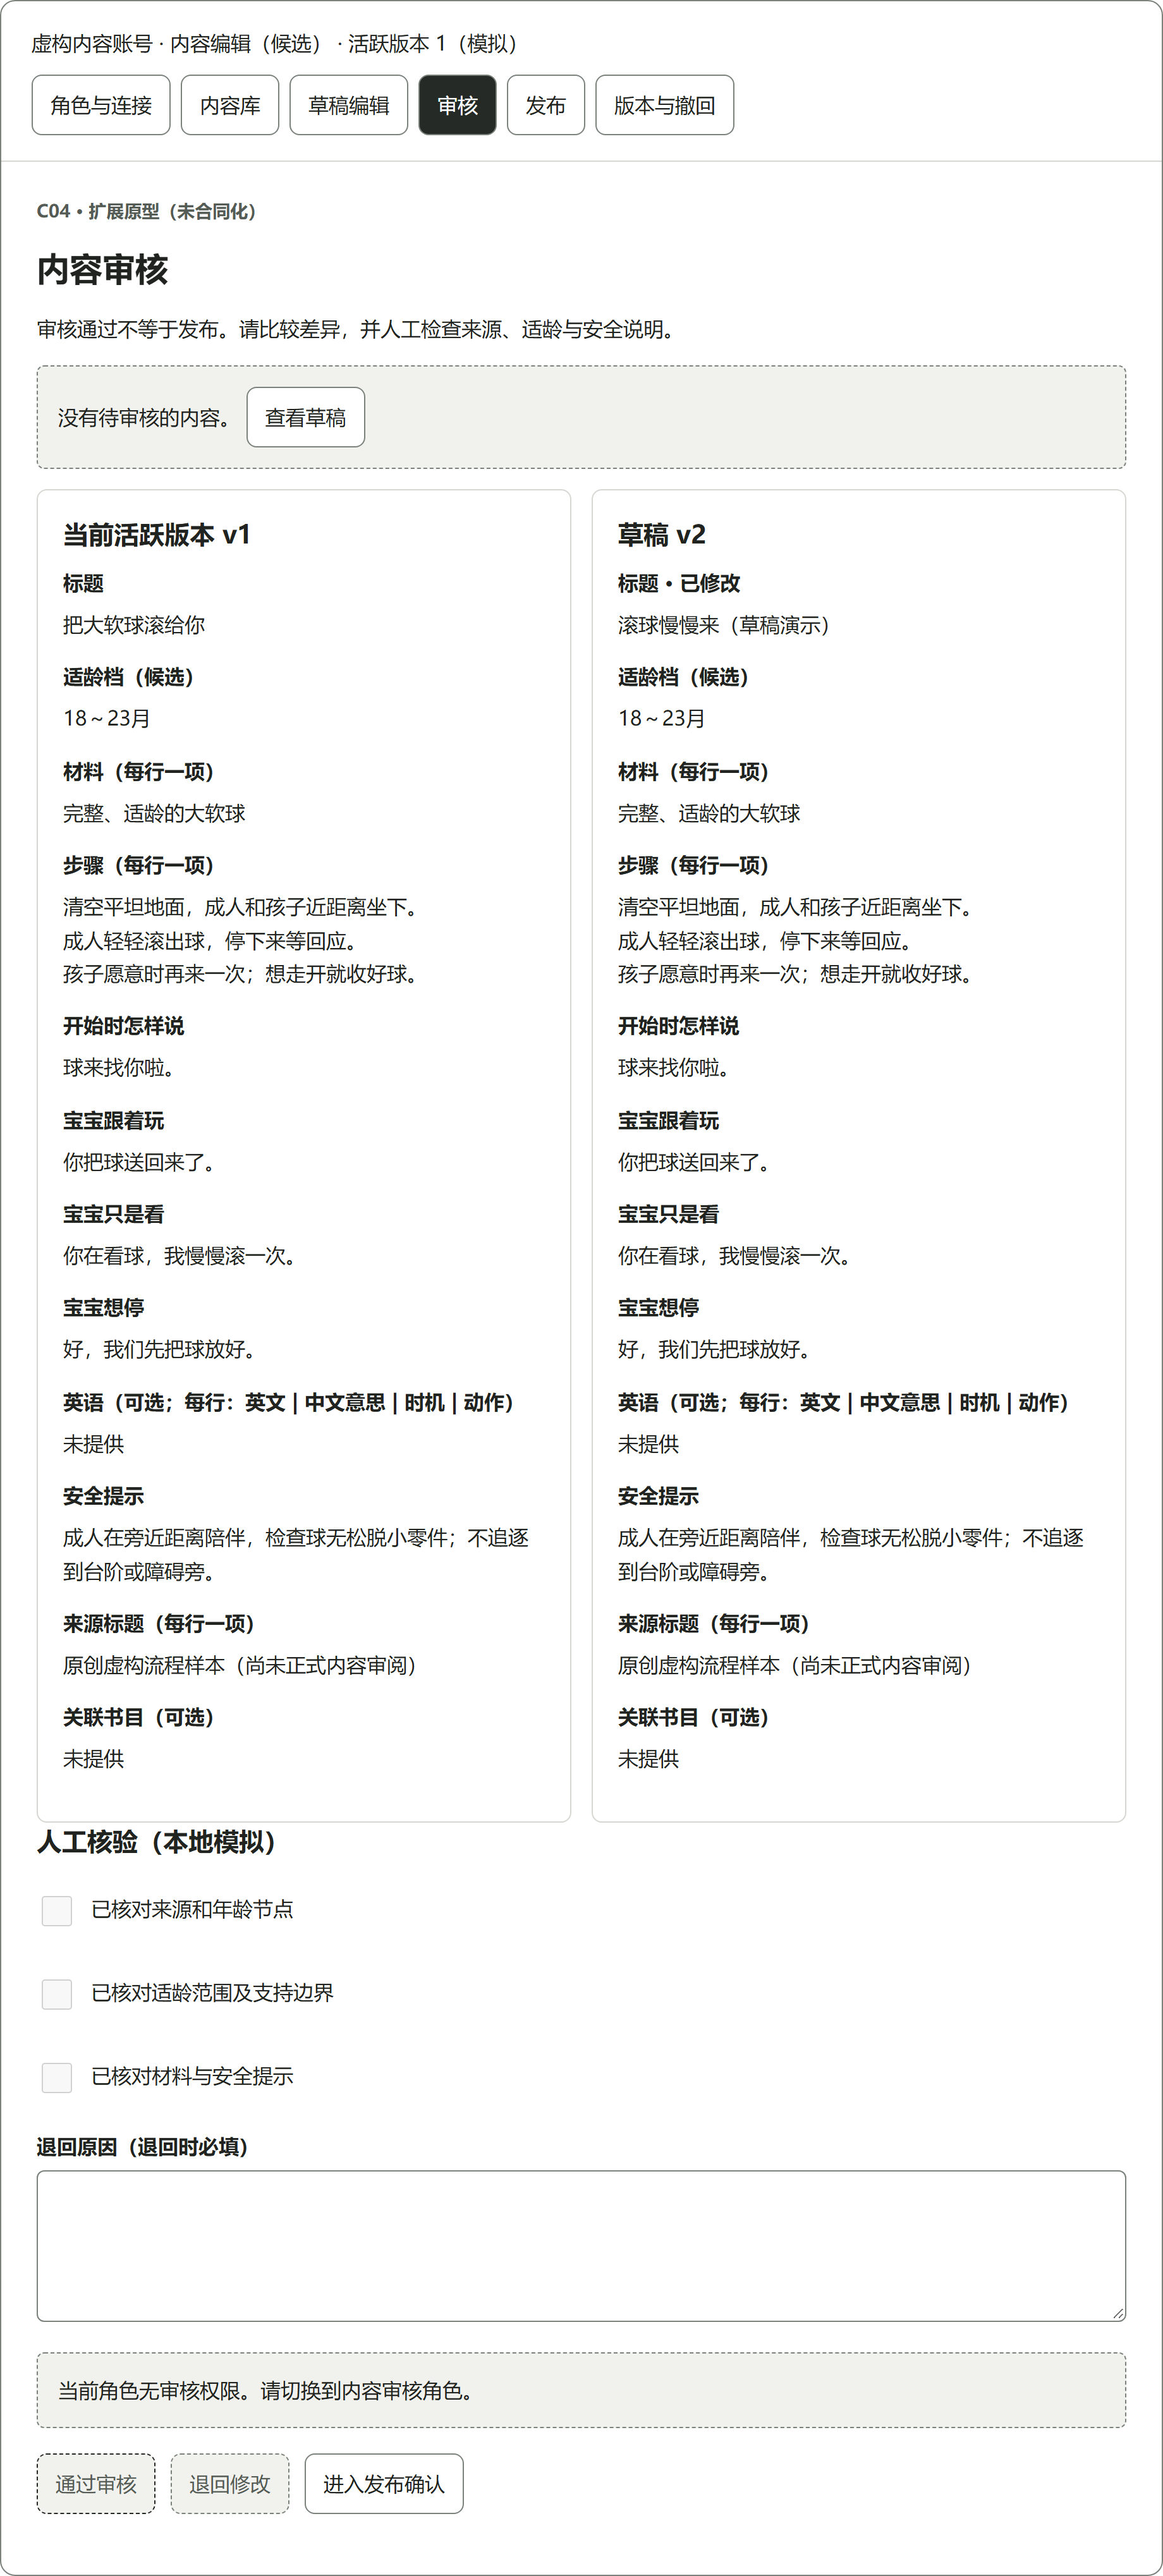 虚构内容账号 · 内容编辑（候选） · 活跃版本 1（模拟）
角色与连接 内容库 草稿编辑 审核 发布 版本与撤回
C04 • 扩展原型（未合同化）
内容审核
审核通过不等于发布。请比较差异，并人工检查来源、适龄与安全说明。
没有待审核的内容。 查看草稿
当前活跃版本 v1
标题
把大软球滚给你
适龄档（候选）
18～23月
材料（每行一项）
完整、适龄的大软球
步骤（每行一项）
清空平坦地面，成人和孩子近距离坐下。
成人轻轻滚出球，停下来等回应。
孩子愿意时再来一次；想走开就收好球。
开始时怎样说
球来找你啦。
宝宝跟着玩
你把球送回来了。
宝宝只是看
你在看球，我慢慢滚一次。
宝宝想停
好，我们先把球放好。
英语（可选；每行：英文 | 中文意思 | 时机 | 动作）
未提供
安全提示
成人在旁近距离陪伴，检查球无松脱小零件；不追逐
到台阶或障碍旁。
来源标题（每行一项）
原创虚构流程样本（尚未正式内容审阅）
关联书目（可选）
未提供
草稿 v2
标题 • 已修改
滚球慢慢来（草稿演示）
适龄档（候选）
18～23月
材料（每行一项）
完整、适龄的大软球
步骤（每行一项）
清空平坦地面，成人和孩子近距离坐下。
成人轻轻滚出球，停下来等回应。
孩子愿意时再来一次；想走开就收好球。
开始时怎样说
球来找你啦。
宝宝跟着玩
你把球送回来了。
宝宝只是看
你在看球，我慢慢滚一次。
宝宝想停
好，我们先把球放好。
英语（可选；每行：英文 | 中文意思 | 时机 | 动作）
未提供
安全提示
成人在旁近距离陪伴，检查球无松脱小零件；不追逐
到台阶或障碍旁。
来源标题（每行一项）
原创虚构流程样本（尚未正式内容审阅）
关联书目（可选）
未提供
人工核验（本地模拟）
已核对来源和年龄节点
已核对适龄范围及支持边界
已核对材料与安全提示
退回原因（退回时必填）
当前角色无审核权限。请切换到内容审核角色。
通过审核 退回修改 进入发布确认